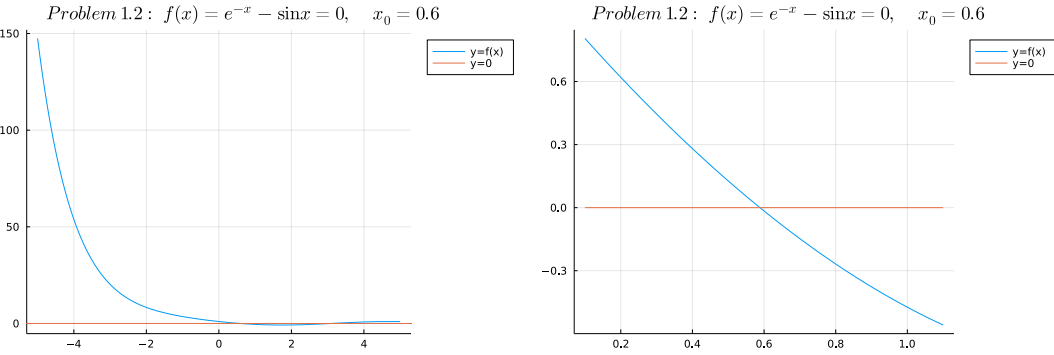 Problem 1.2 : f(x) = e^{-x} − sinx = 0, x_0 = 0.6
y=f(x)
y=0
150
100
50
0
−4 −2 0 2 4
Problem 1.2 : f(x) = e^{-x} − sinx = 0, x_0 = 0.6
y=f(x)
y=0
0.6
0.3
0.0
−0.3
0.2 0.4 0.6 0.8 1.0